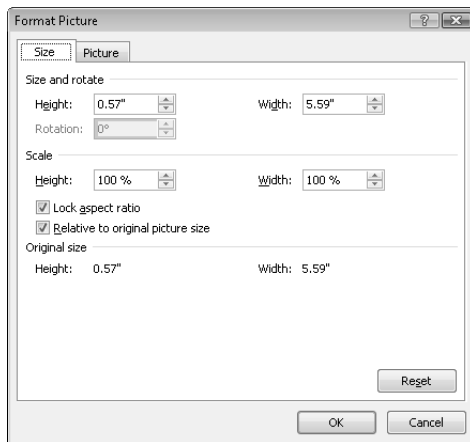 Format Picture
Size Picture
Size and rotate
Height: 0.57" Width: 5.59"
Rotation: 0°
Scale
Height: 100 % Width: 100 %
Lock aspect ratio
Relative to original picture size
Original size
Height: 0.57" Width: 5.59"
Reset
OK Cancel